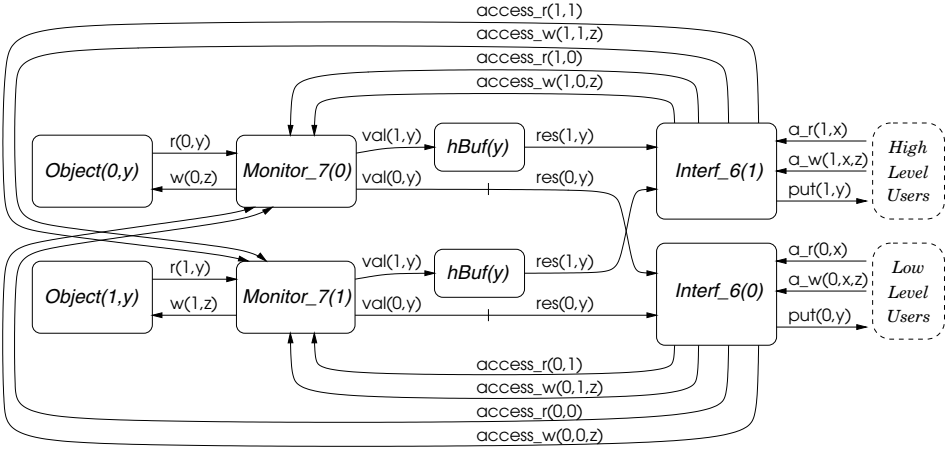 access_r(1,1)
access_w(1,1,z)
access_r(1,0)
access_w(1,0,z)
Object(0,y)
r(0,y)
w(0,z)
Monitor_7(0)
val(1,y)
val(0,y)
hBuf(y)
res(1,y)
res(0,y)
Interf_6(1)
a_r(1,x)
a_w(1,x,z)
put(1,y)
High
Level
Users
Object(1,y)
r(1,y)
w(1,z)
Monitor_7(1)
val(1,y)
val(0,y)
hBuf(y)
res(1,y)
res(0,y)
Interf_6(0)
a_r(0,x)
a_w(0,x,z)
put(0,y)
Low
Level
Users
access_r(0,1)
access_w(0,1,z)
access_r(0,0)
access_w(0,0,z)